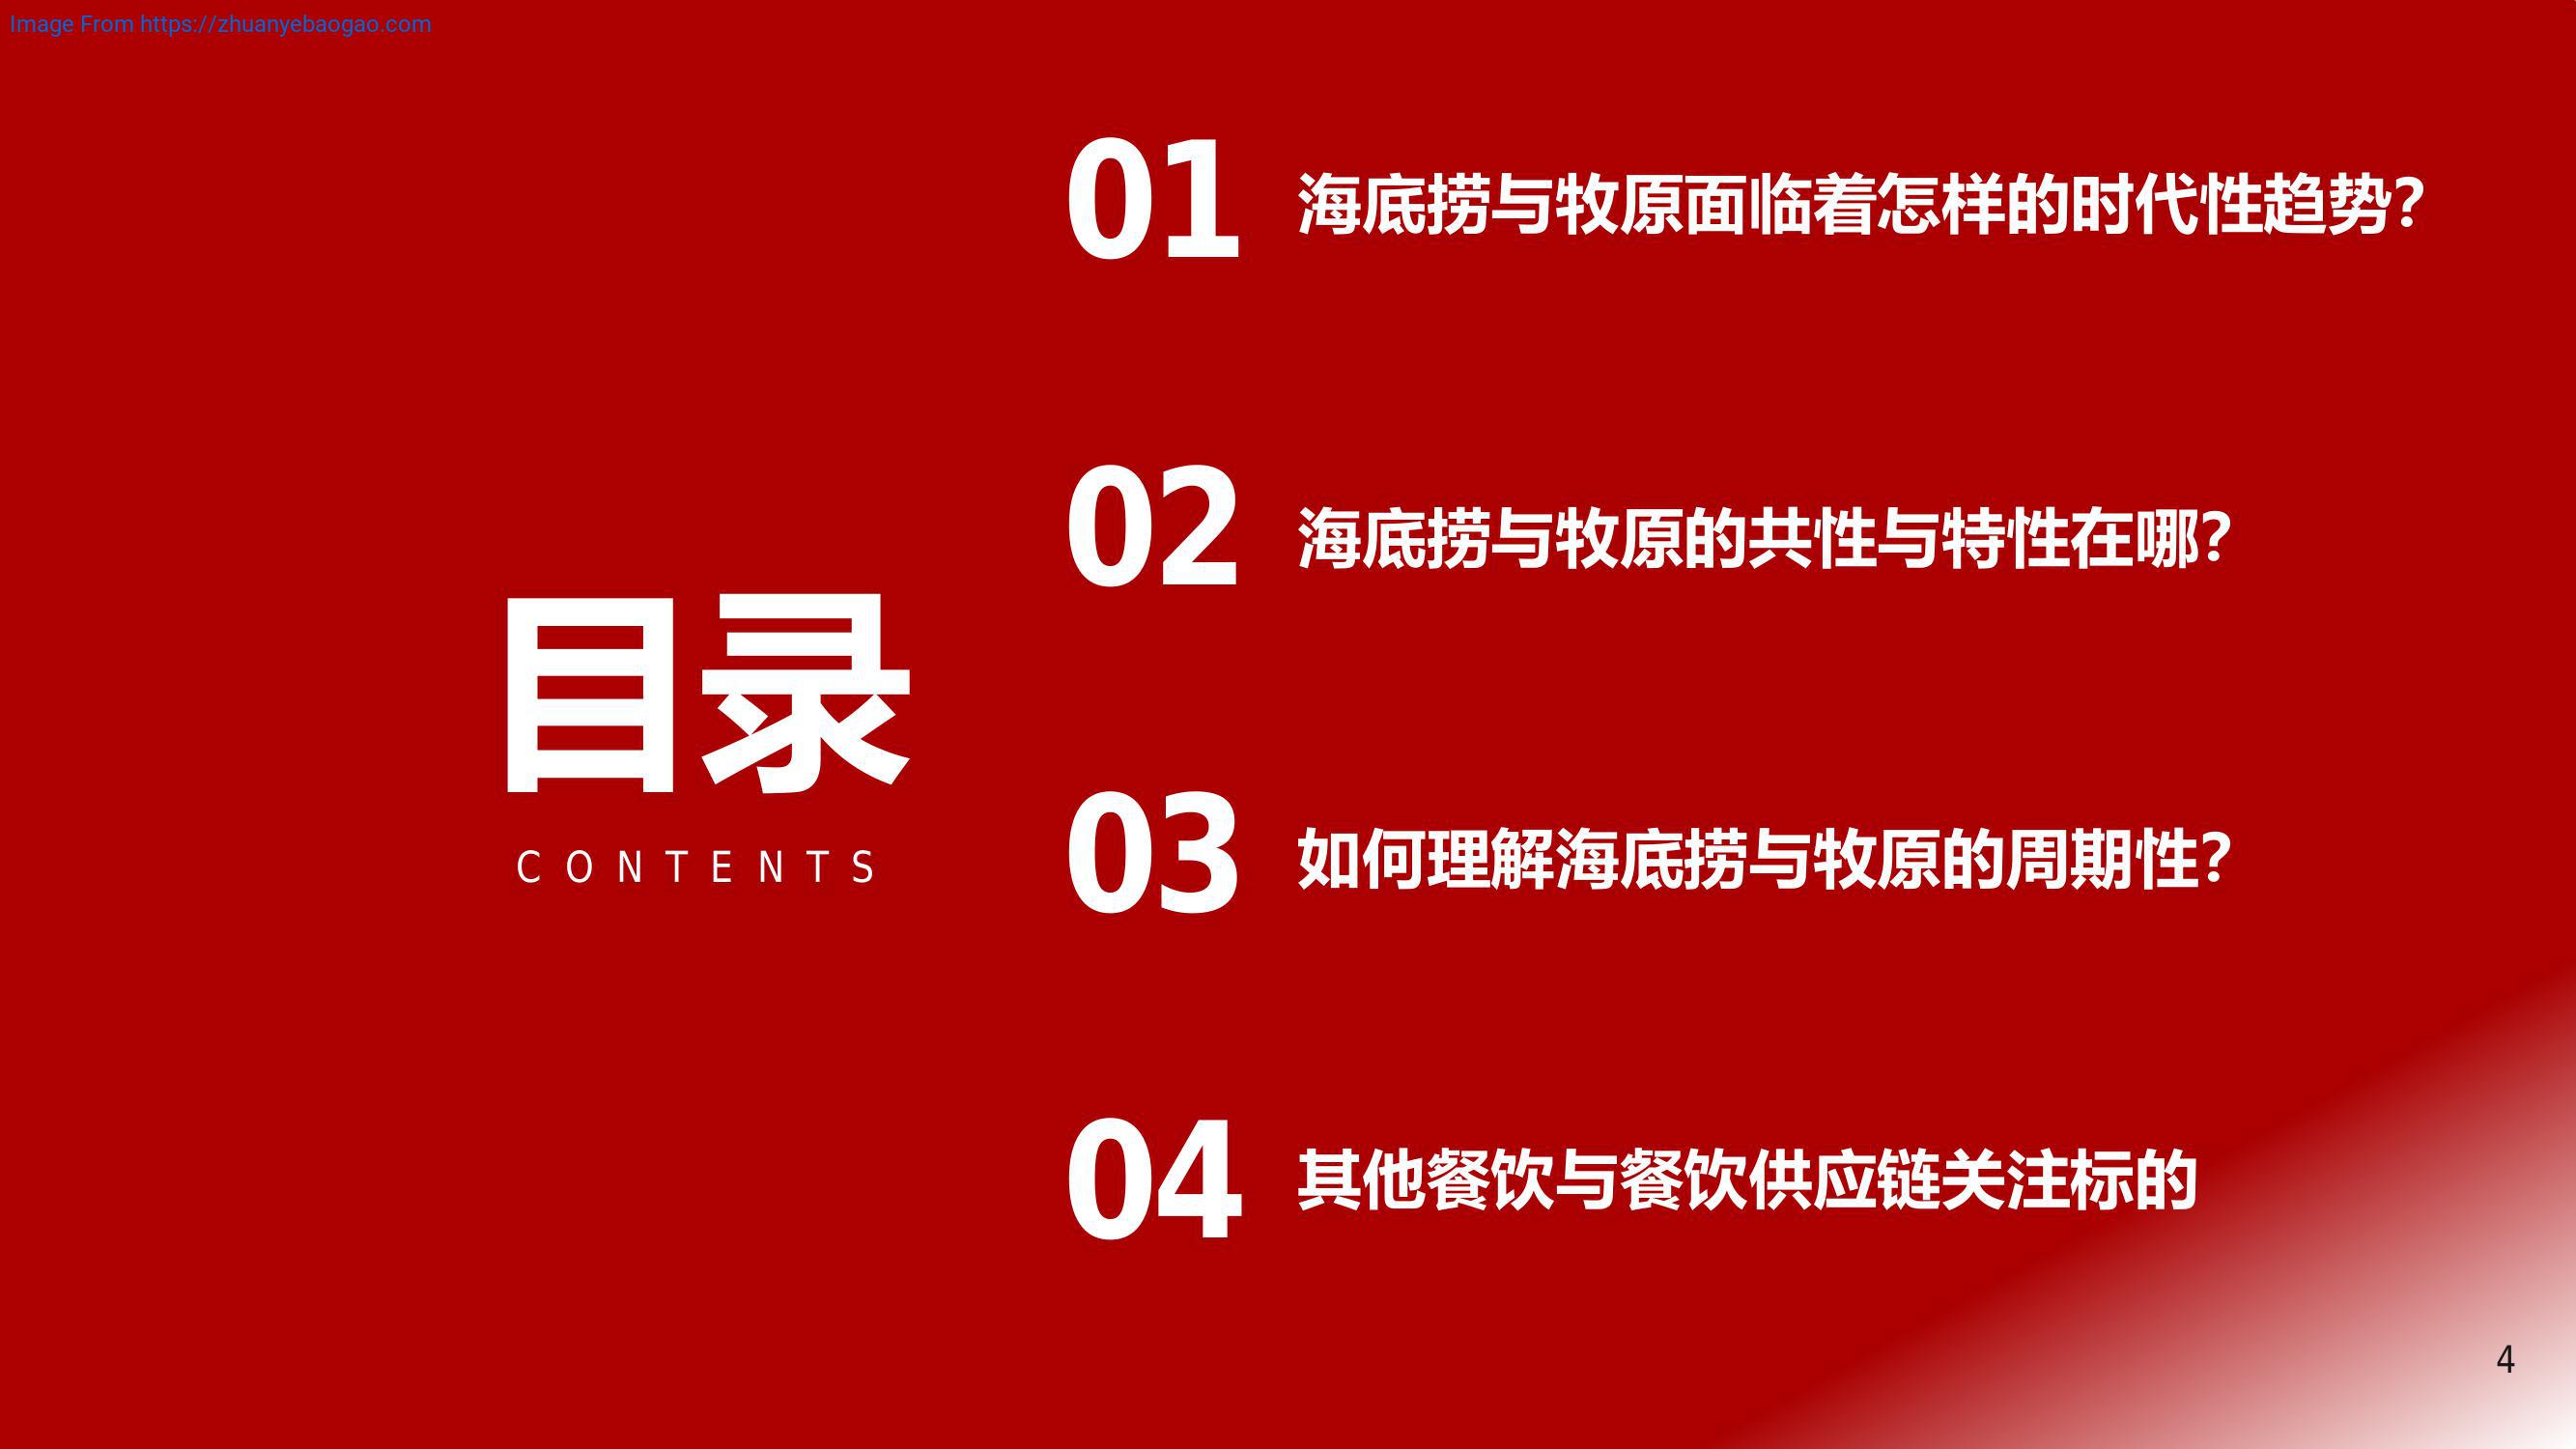 Image From https://zhuanyebaogao.com
目录
CONTENTS
01 海底捞与牧原面临着怎样的时代性趋势?
02 海底捞与牧原的共性与特性在哪?
03 如何理解海底捞与牧原的周期性?
04 其他餐饮与餐饮供应链关注标的
4